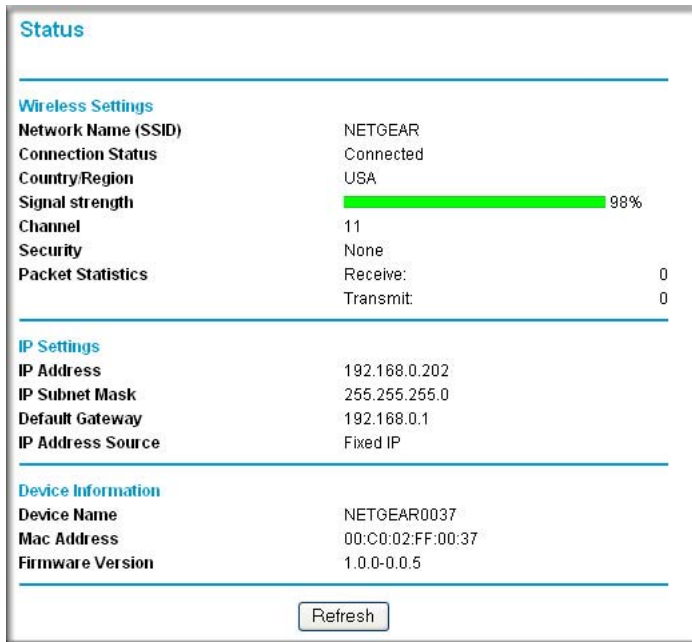 Status
Wireless Settings
Network Name (SSID) NETGEAR
Connection Status Connected
Country/Region USA
Signal strength 98%
Channel 11
Security None
Packet Statistics Receive: 0
Transmit: 0
IP Settings
IP Address 192.168.0.202
IP Subnet Mask 255.255.255.0
Default Gateway 192.168.0.1
IP Address Source Fixed IP
Device Information
Device Name NETGEAR0037
Mac Address 00:C0:02:FF:00:37
Firmware Version 1.0.0-0.0.5
Refresh